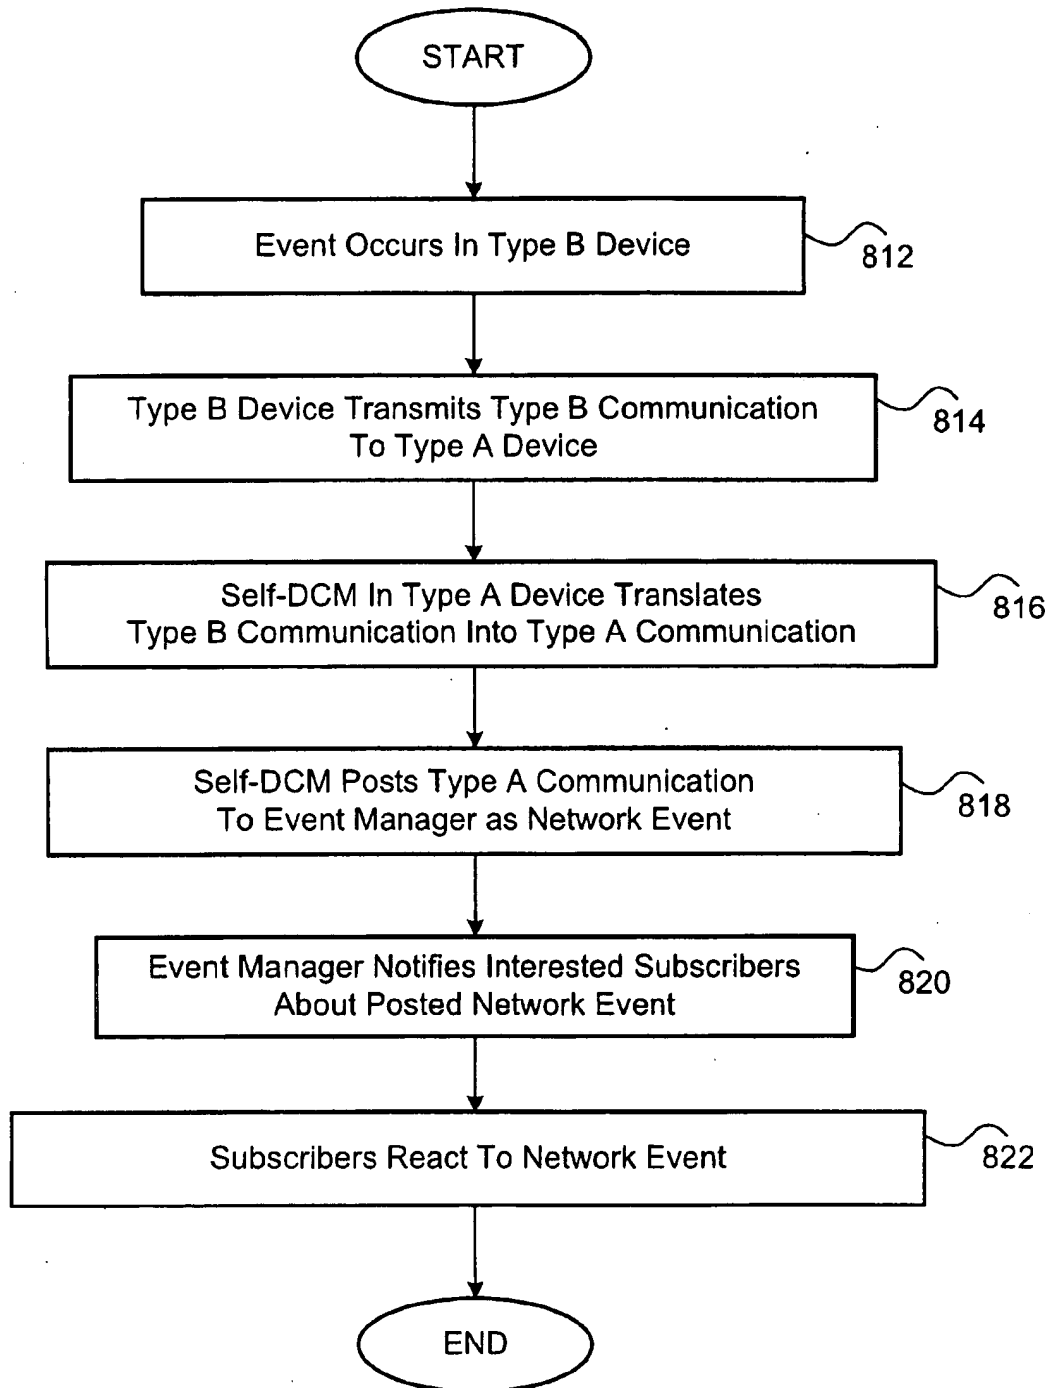 START
Event Occurs In Type B Device
812
Type B Device Transmits Type B Communication
To Type A Device
814
Self-DCM In Type A Device Translates
Type B Communication Into Type A Communication
816
Self-DCM Posts Type A Communication
To Event Manager as Network Event
818
Event Manager Notifies Interested Subscribers
About Posted Network Event
820
Subscribers React To Network Event
822
END